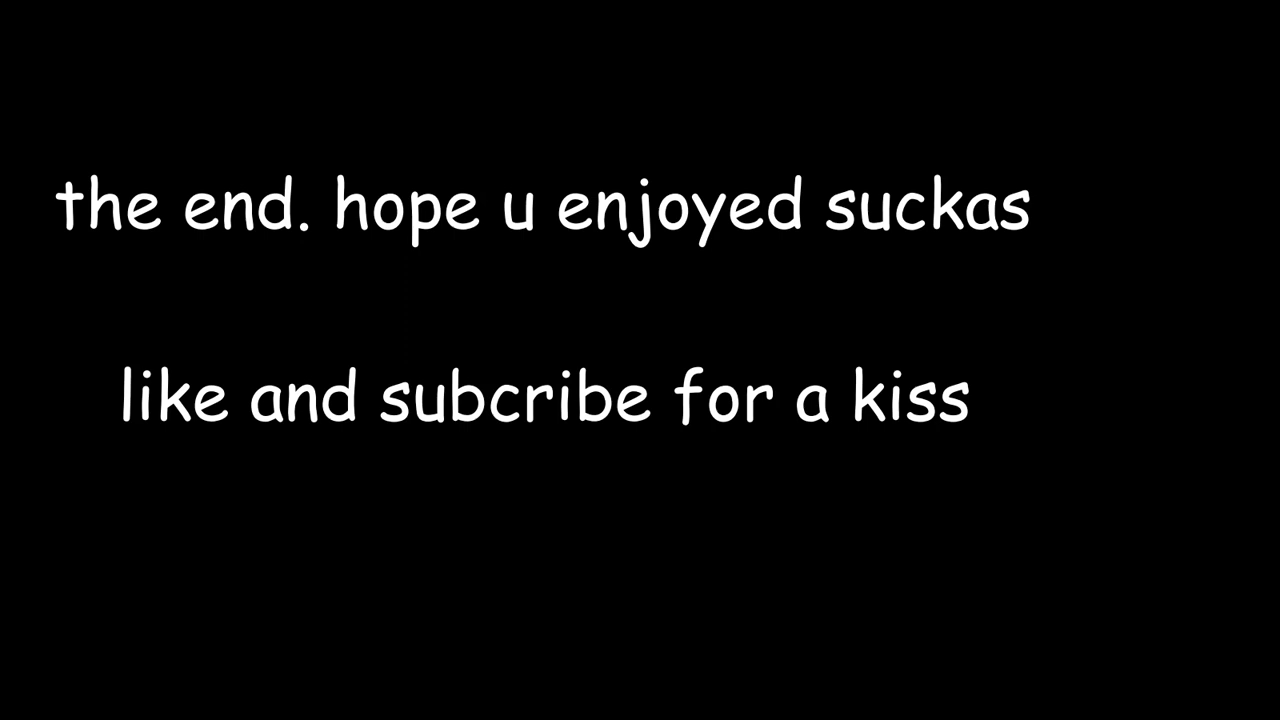 the end. hope u enjoyed suckas
like and subcribe for a kiss